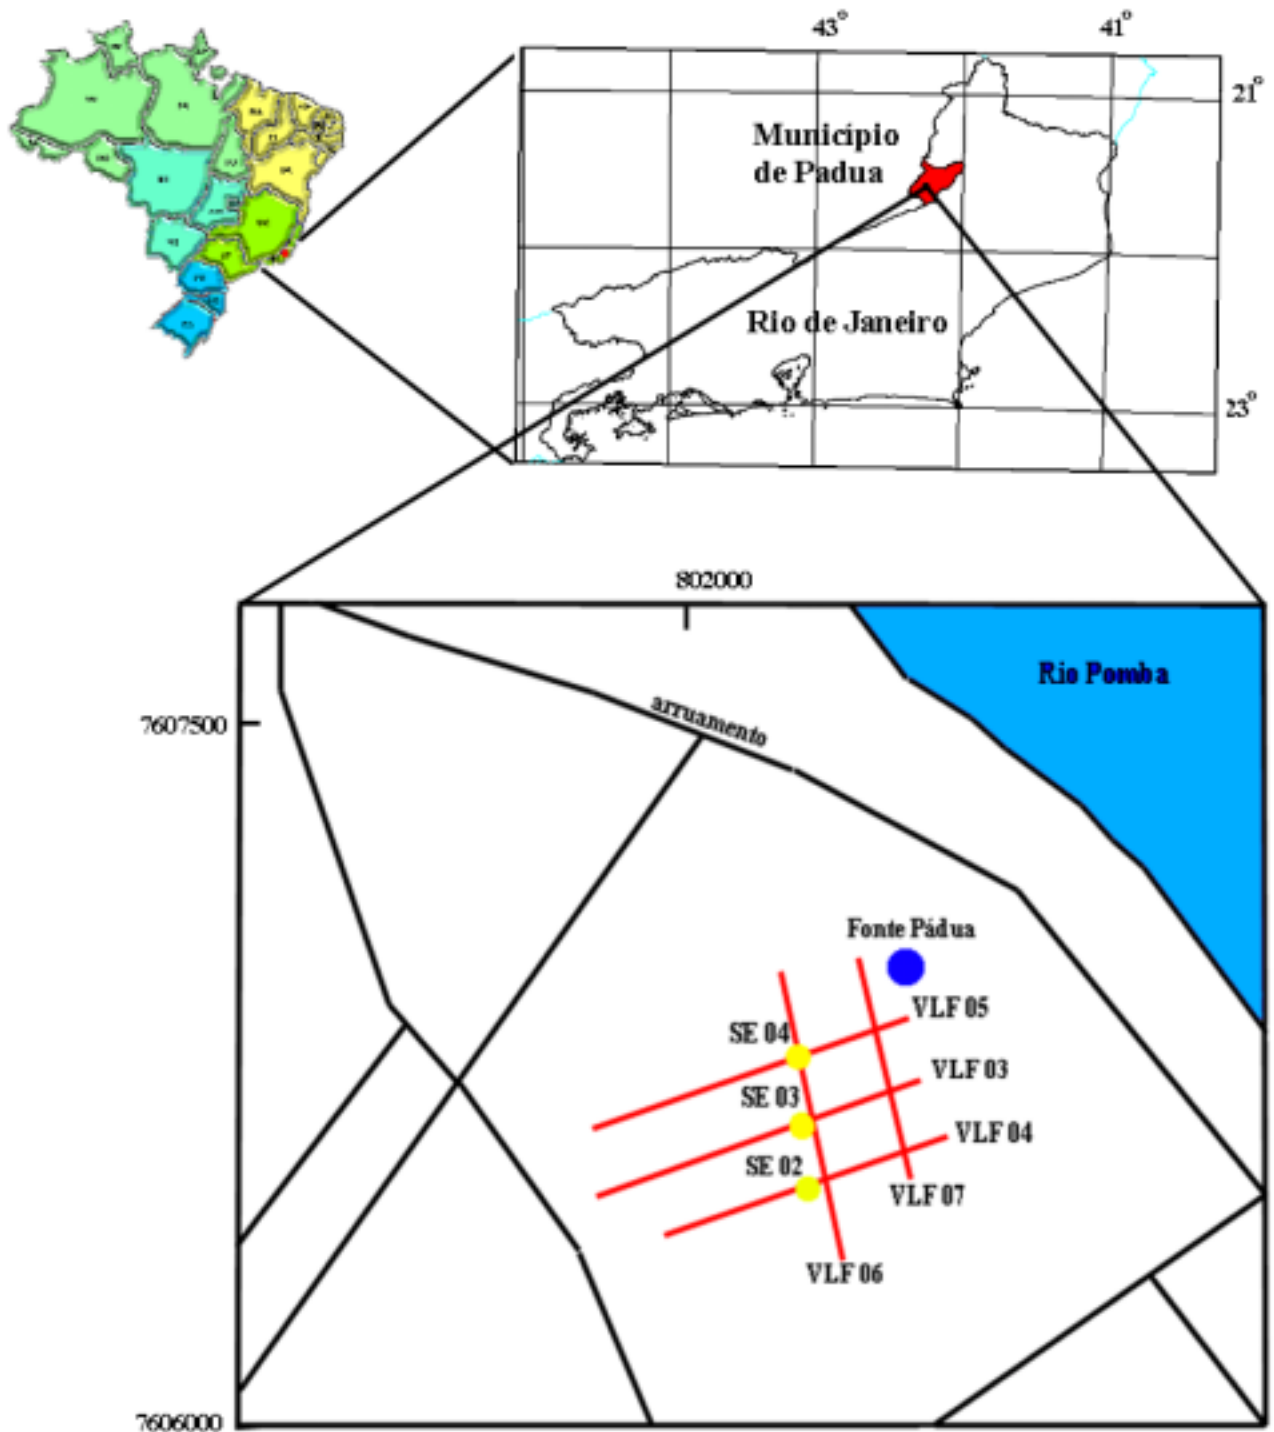 43°
41°
21°
Município
de Padua
Rio de Janeiro
23°
802000
Rio Pomba
arruamento
7607500
Fonte Pádua
VLF 05
SE 04
VLF 03
SE 03
VLF 04
SE 02
VLF 07
VLF 06
7606000